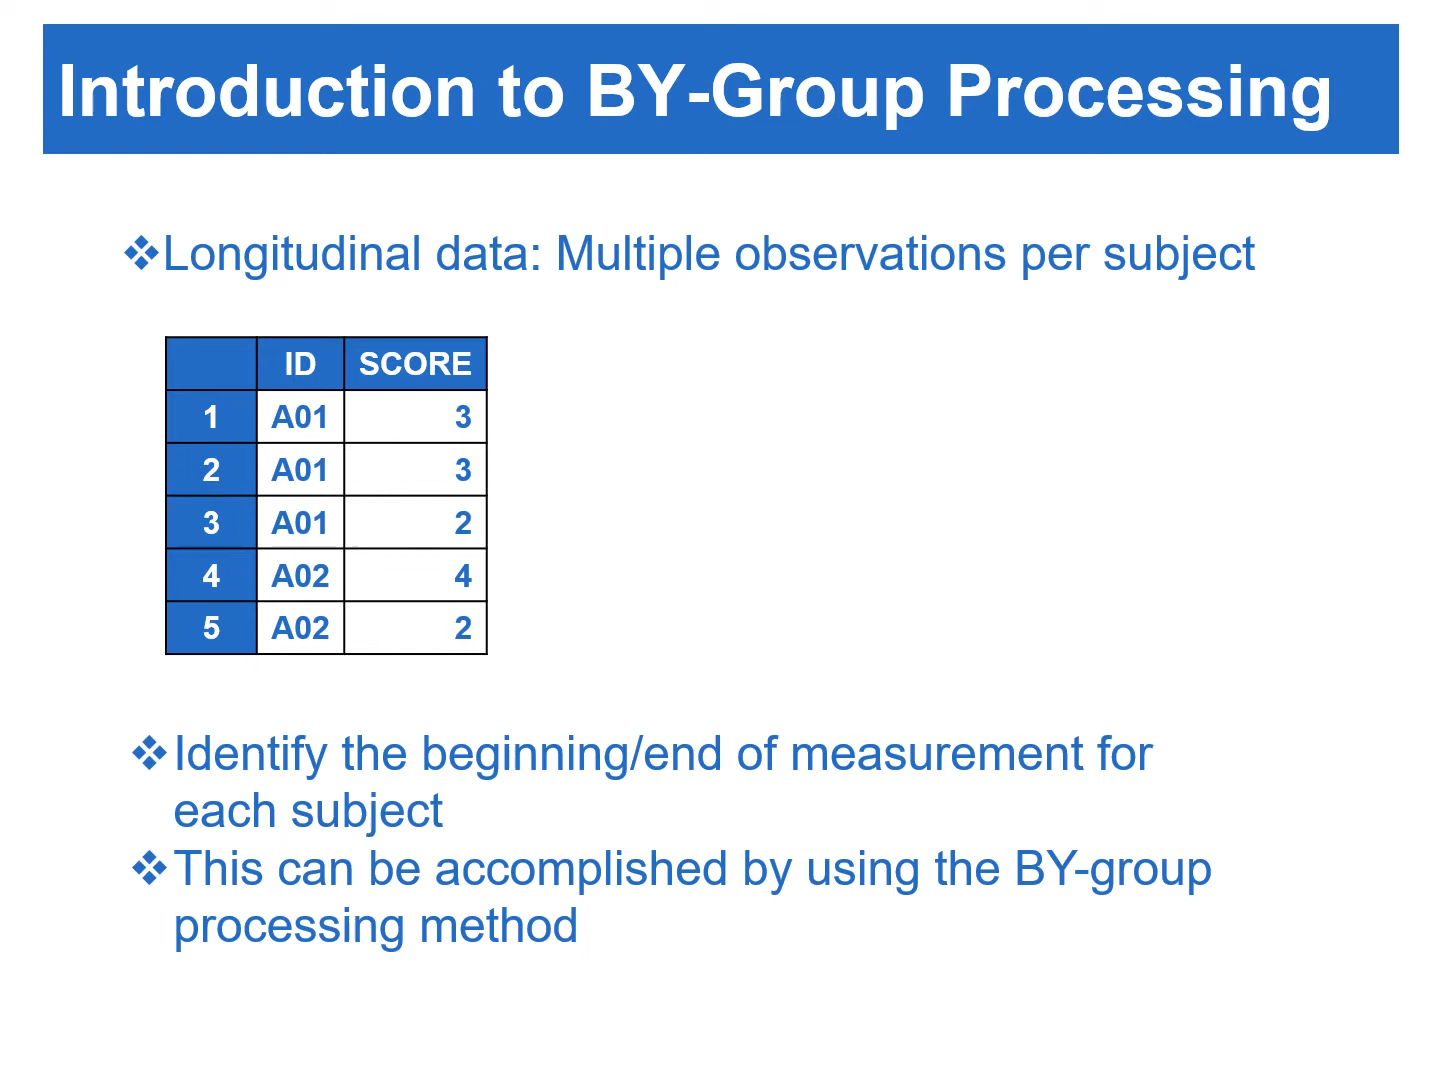 Introduction to BY-Group Processing
❖Longitudinal data: Multiple observations per subject
ID SCORE
1 A01 3
2 A01 3
3 A01 2
4 A02 4
5 A02 2
❖Identify the beginning/end of measurement for
each subject
❖This can be accomplished by using the BY-group
processing method